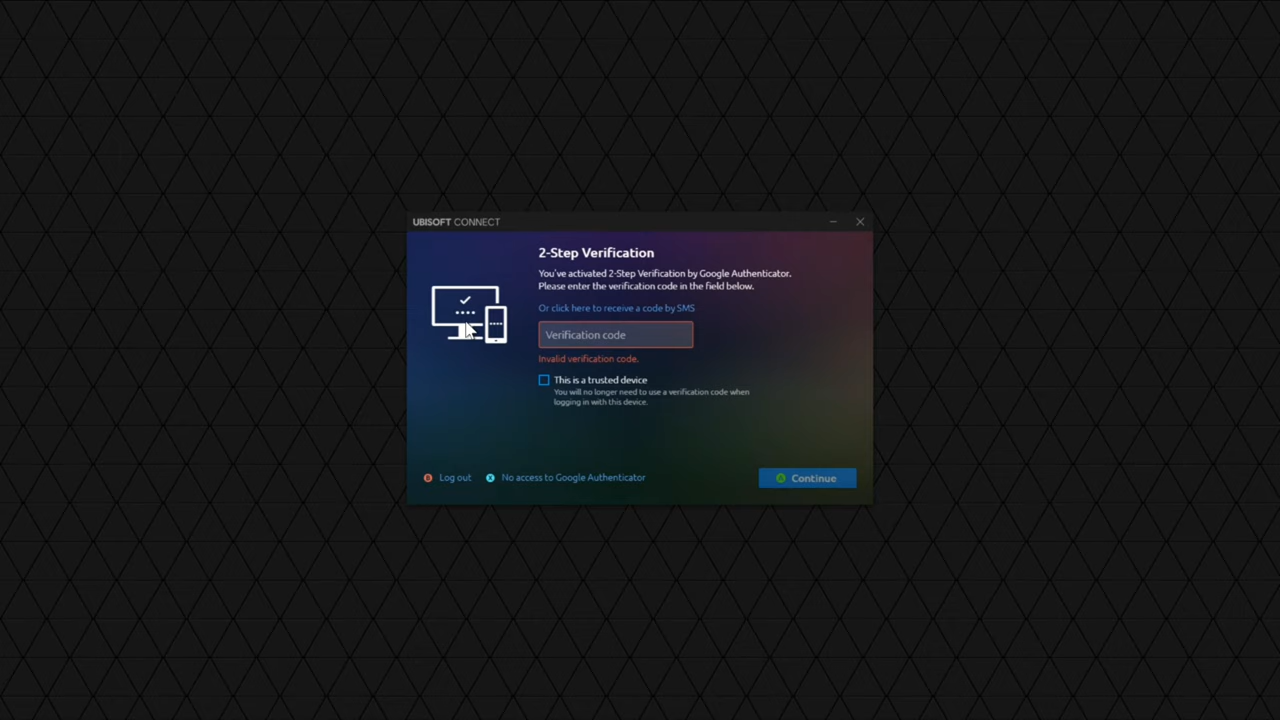 UBISOFT CONNECT
2-Step Verification
You've activated 2-Step Verification by Google Authenticator.
Please enter the verification code in the field below.
Or click here to receive a code by SMS
Verification code
Invalid verification code.
This is a trusted device
You will no longer need to use a verification code when
logging in with this device.
B Log out X No access to Google Authenticator A Continue